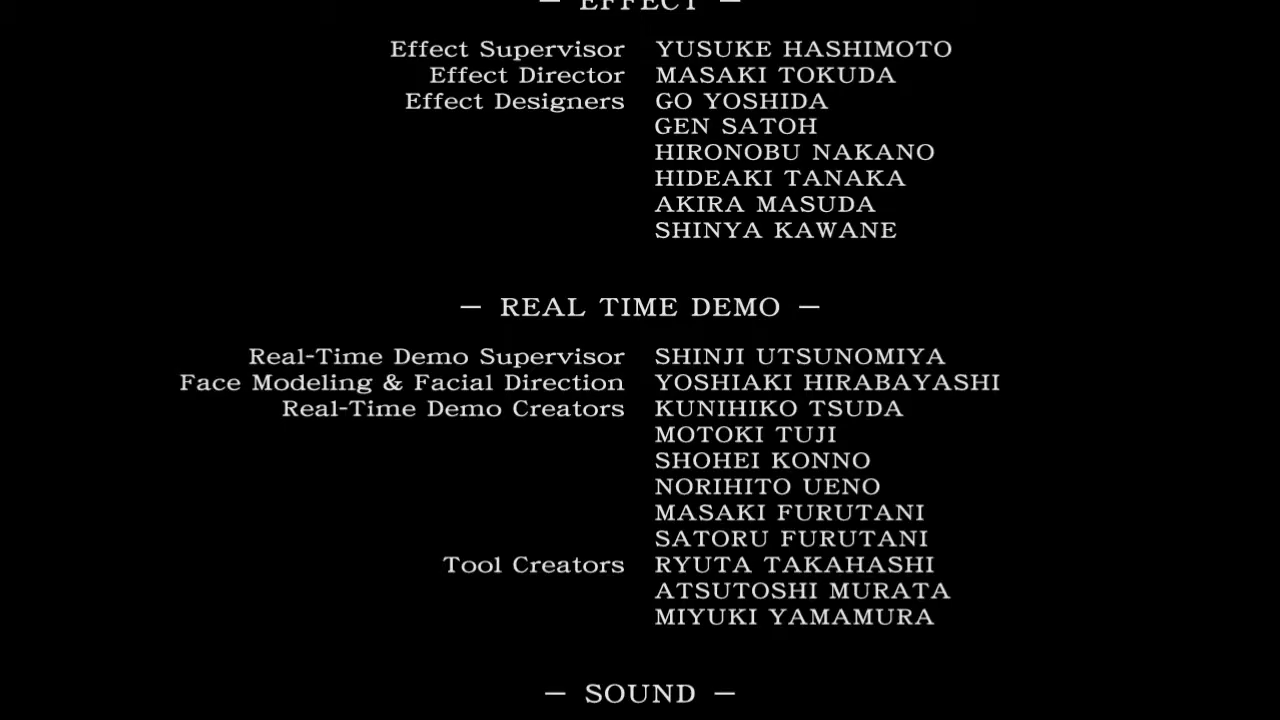 — EFFECT —
Effect Supervisor YUSUKE HASHIMOTO
Effect Director MASAKI TOKUDA
Effect Designers GO YOSHIDA
GEN SATOH
HIRONOBU NAKANO
HIDEAKI TANAKA
AKIRA MASUDA
SHINYA KAWANE
— REAL TIME DEMO —
Real-Time Demo Supervisor SHINJI UTSUNOMIYA
Face Modeling & Facial Direction YOSHIAKI HIRABAYASHI
Real-Time Demo Creators KUNIHIKO TSUDA
MOTOKI TUJI
SHOHEI KONNO
NORIHITO UENO
MASAKI FURUTANI
SATORU FURUTANI
Tool Creators RYUTA TAKAHASHI
ATSUTOSHI MURATA
MIYUKI YAMAMURA
— SOUND —